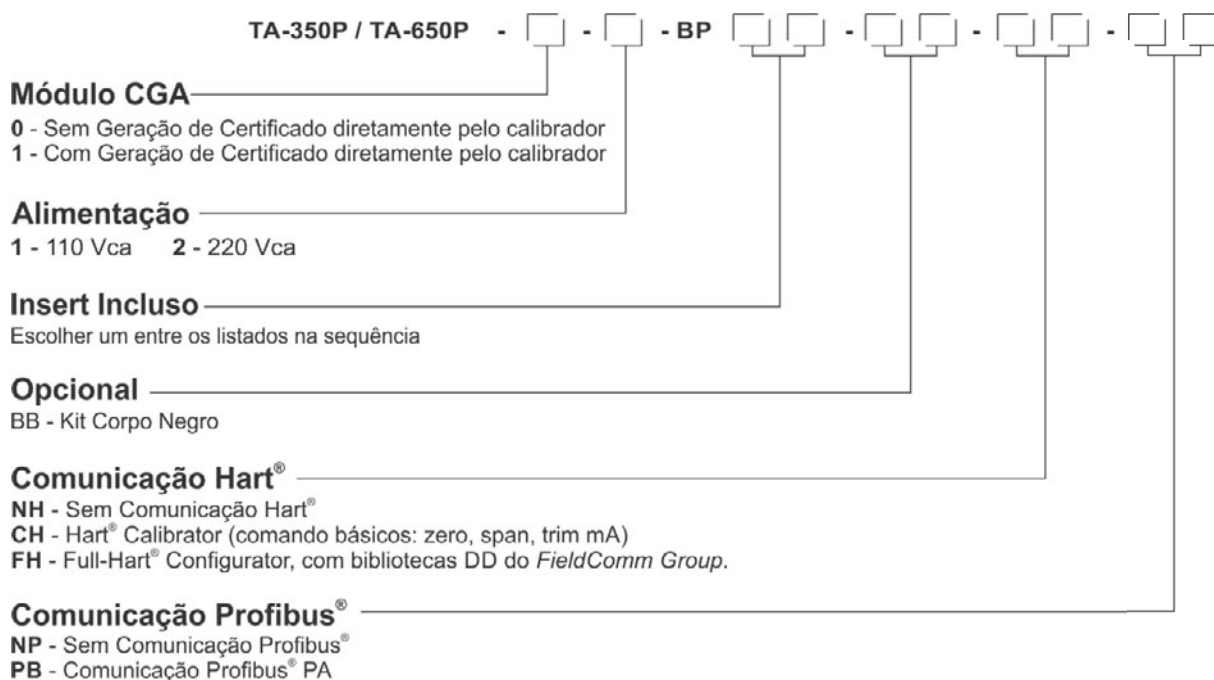 TA-350P / TA-650P - - - BP - - -
Módulo CGA
0 - Sem Geração de Certificado diretamente pelo calibrador
1 - Com Geração de Certificado diretamente pelo calibrador
Alimentação
1 - 110 Vca 2 - 220 Vca
Insert Incluso
Escolher um entre os listados na sequência
Opcional
BB - Kit Corpo Negro
Comunicação Hart®
NH - Sem Comunicação Hart®
CH - Hart® Calibrator (comando básicos: zero, span, trim mA)
FH - Full-Hart® Configurator, com bibliotecas DD do FieldComm Group.
Comunicação Profibus®
NP - Sem Comunicação Profibus®
PB - Comunicação Profibus® PA